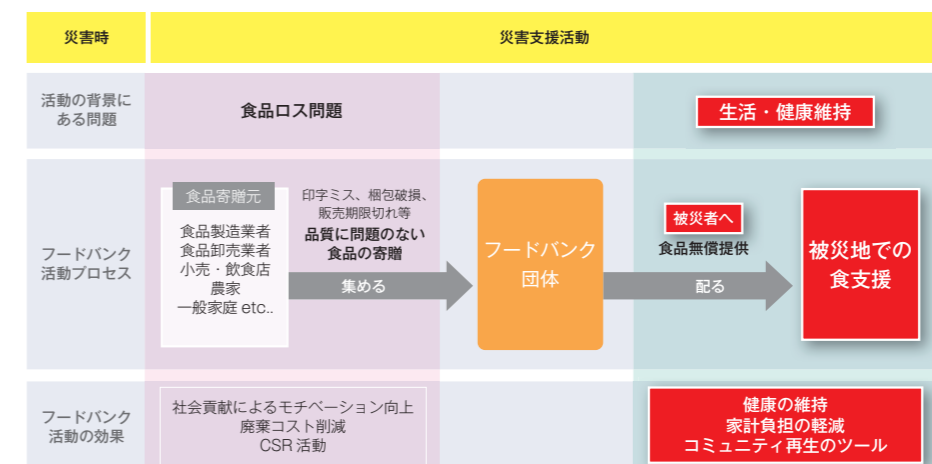 災害時
災害支援活動
活動の背景に
ある問題
食品ロス問題
生活・健康維持
フードバンク
活動プロセス
食品寄贈元
食品製造業者
食品卸売業者
小売・飲食店
農家
一般家庭 etc..
印字ミス、梱包破損、
販売期限切れ等
品質に問題のない
食品の寄贈
集める
フードバンク
団体
被災者へ
食品無償提供
配る
被災地での
食支援
フードバンク
活動の効果
社会貢献によるモチベーション向上
廃棄コスト削減
CSR 活動
健康の維持
家計負担の軽減
コミュニティ再生のツール